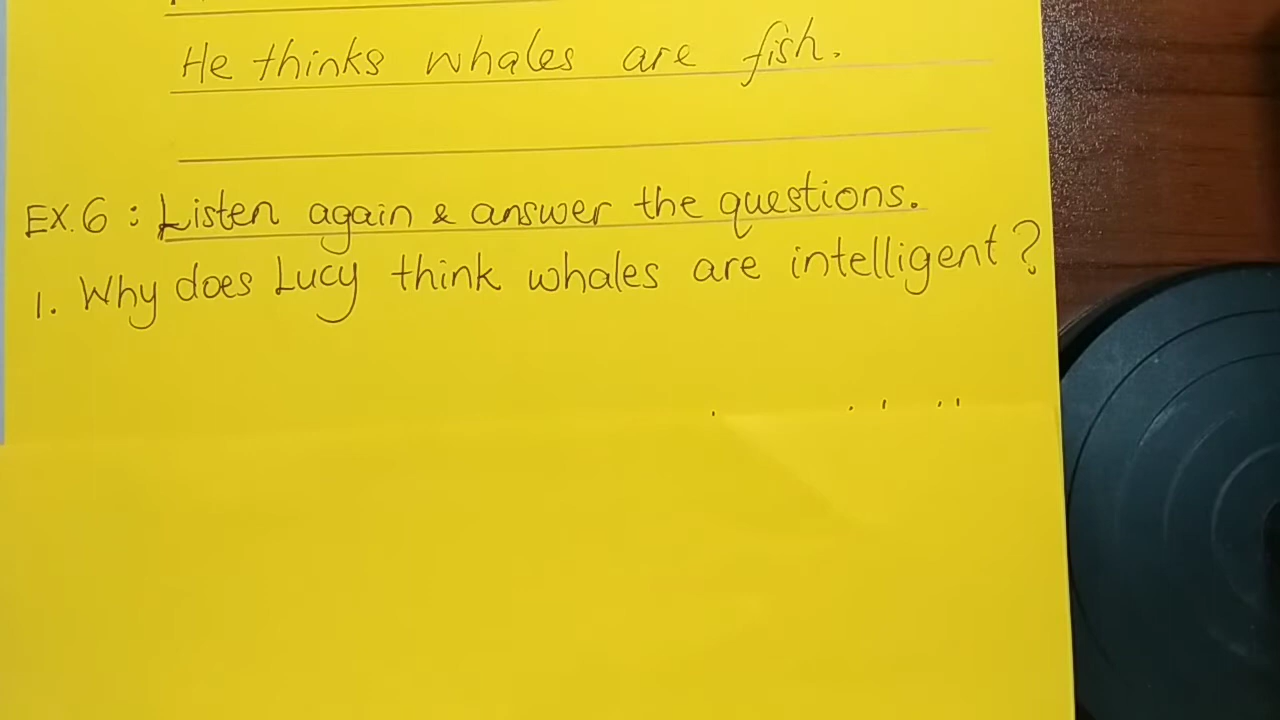 He thinks whales are fish.
EX.6 : Listen again & answer the questions.
1. Why does Lucy think whales are intelligent?